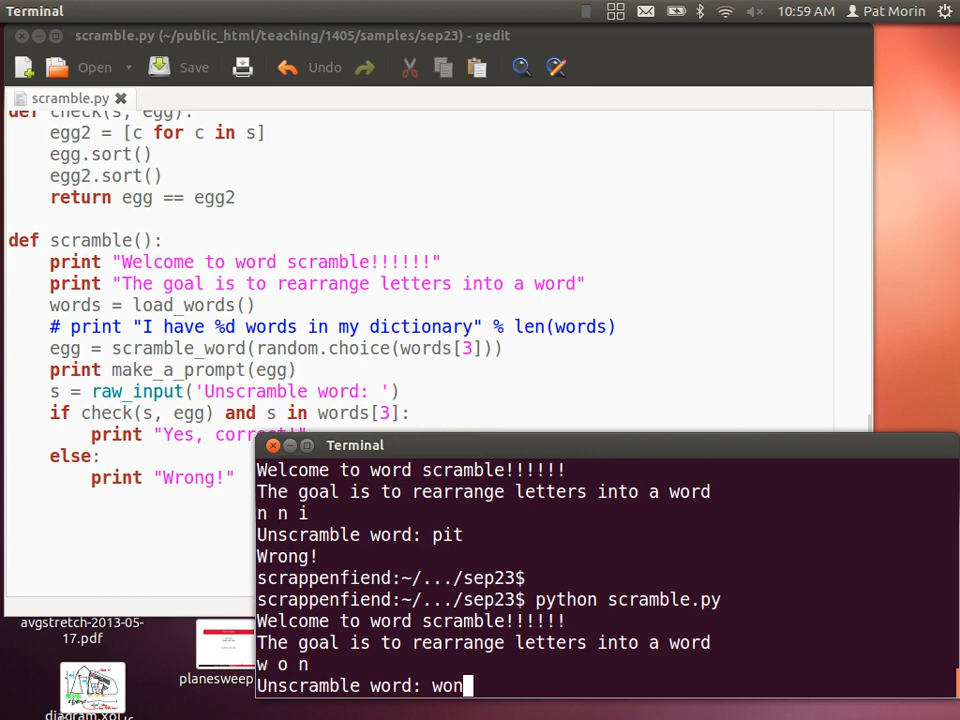 Terminal
10:59 AM
Pat Morin
scramble.py (~/public_html/teaching/1405/samples/sep23) - gedit
Open
Save
Undo
scramble.py
def check(s, egg):
egg2 = [c for c in s]
egg.sort()
egg2.sort()
return egg == egg2
def scramble():
print "Welcome to word scramble!!!!!!"
print "The goal is to rearrange letters into a word"
words = load_words()
# print "I have %d words in my dictionary" % len(words)
egg = scramble_word(random.choice(words[3]))
print make_a_prompt(egg)
s = raw_input('Unscramble word: ')
if check(s, egg) and s in words[3]:
print "Yes, correct!"
else:
print "Wrong!"
Terminal
Welcome to word scramble!!!!!!
The goal is to rearrange letters into a word
n n i
Unscramble word: pit
Wrong!
scrappenfiend:~/.../sep23$
scrappenfiend:~/.../sep23$ python scramble.py
Welcome to word scramble!!!!!!
The goal is to rearrange letters into a word
w o n
Unscramble word: won
avgstretch-2013-05-
17.pdf
planesweep
diagram.xoj